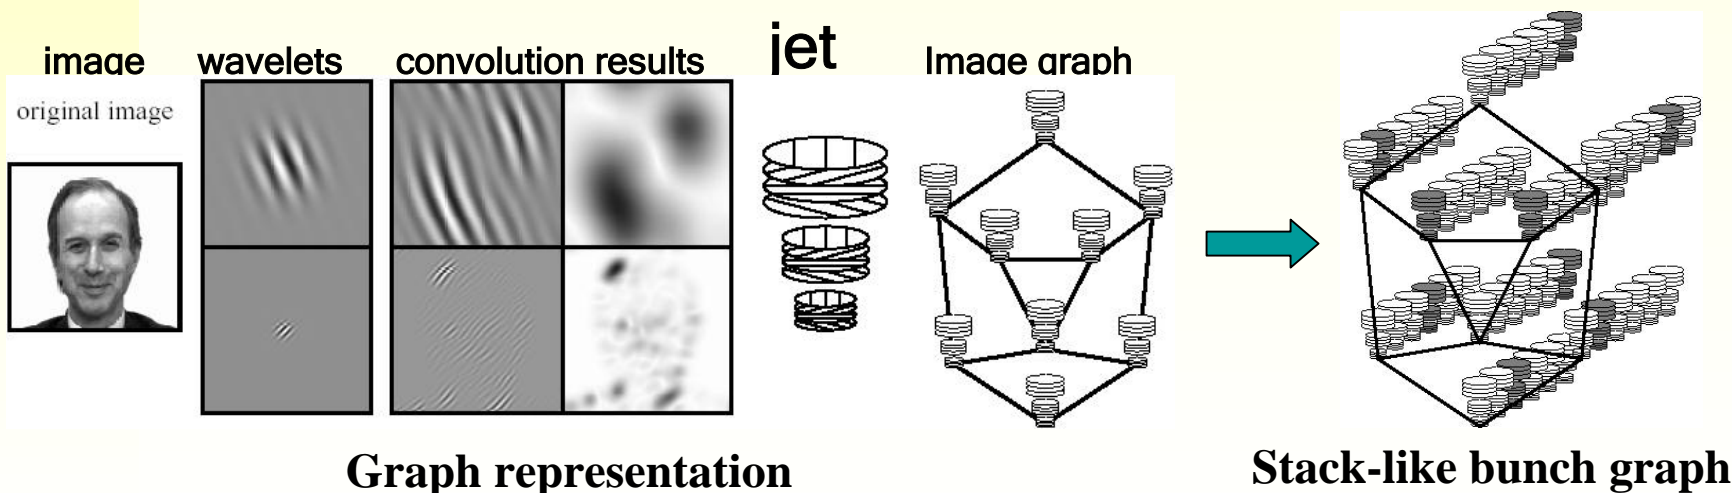 image
wavelets
convolution results
jet
Image graph
original image
Graph representation
Stack-like bunch graph